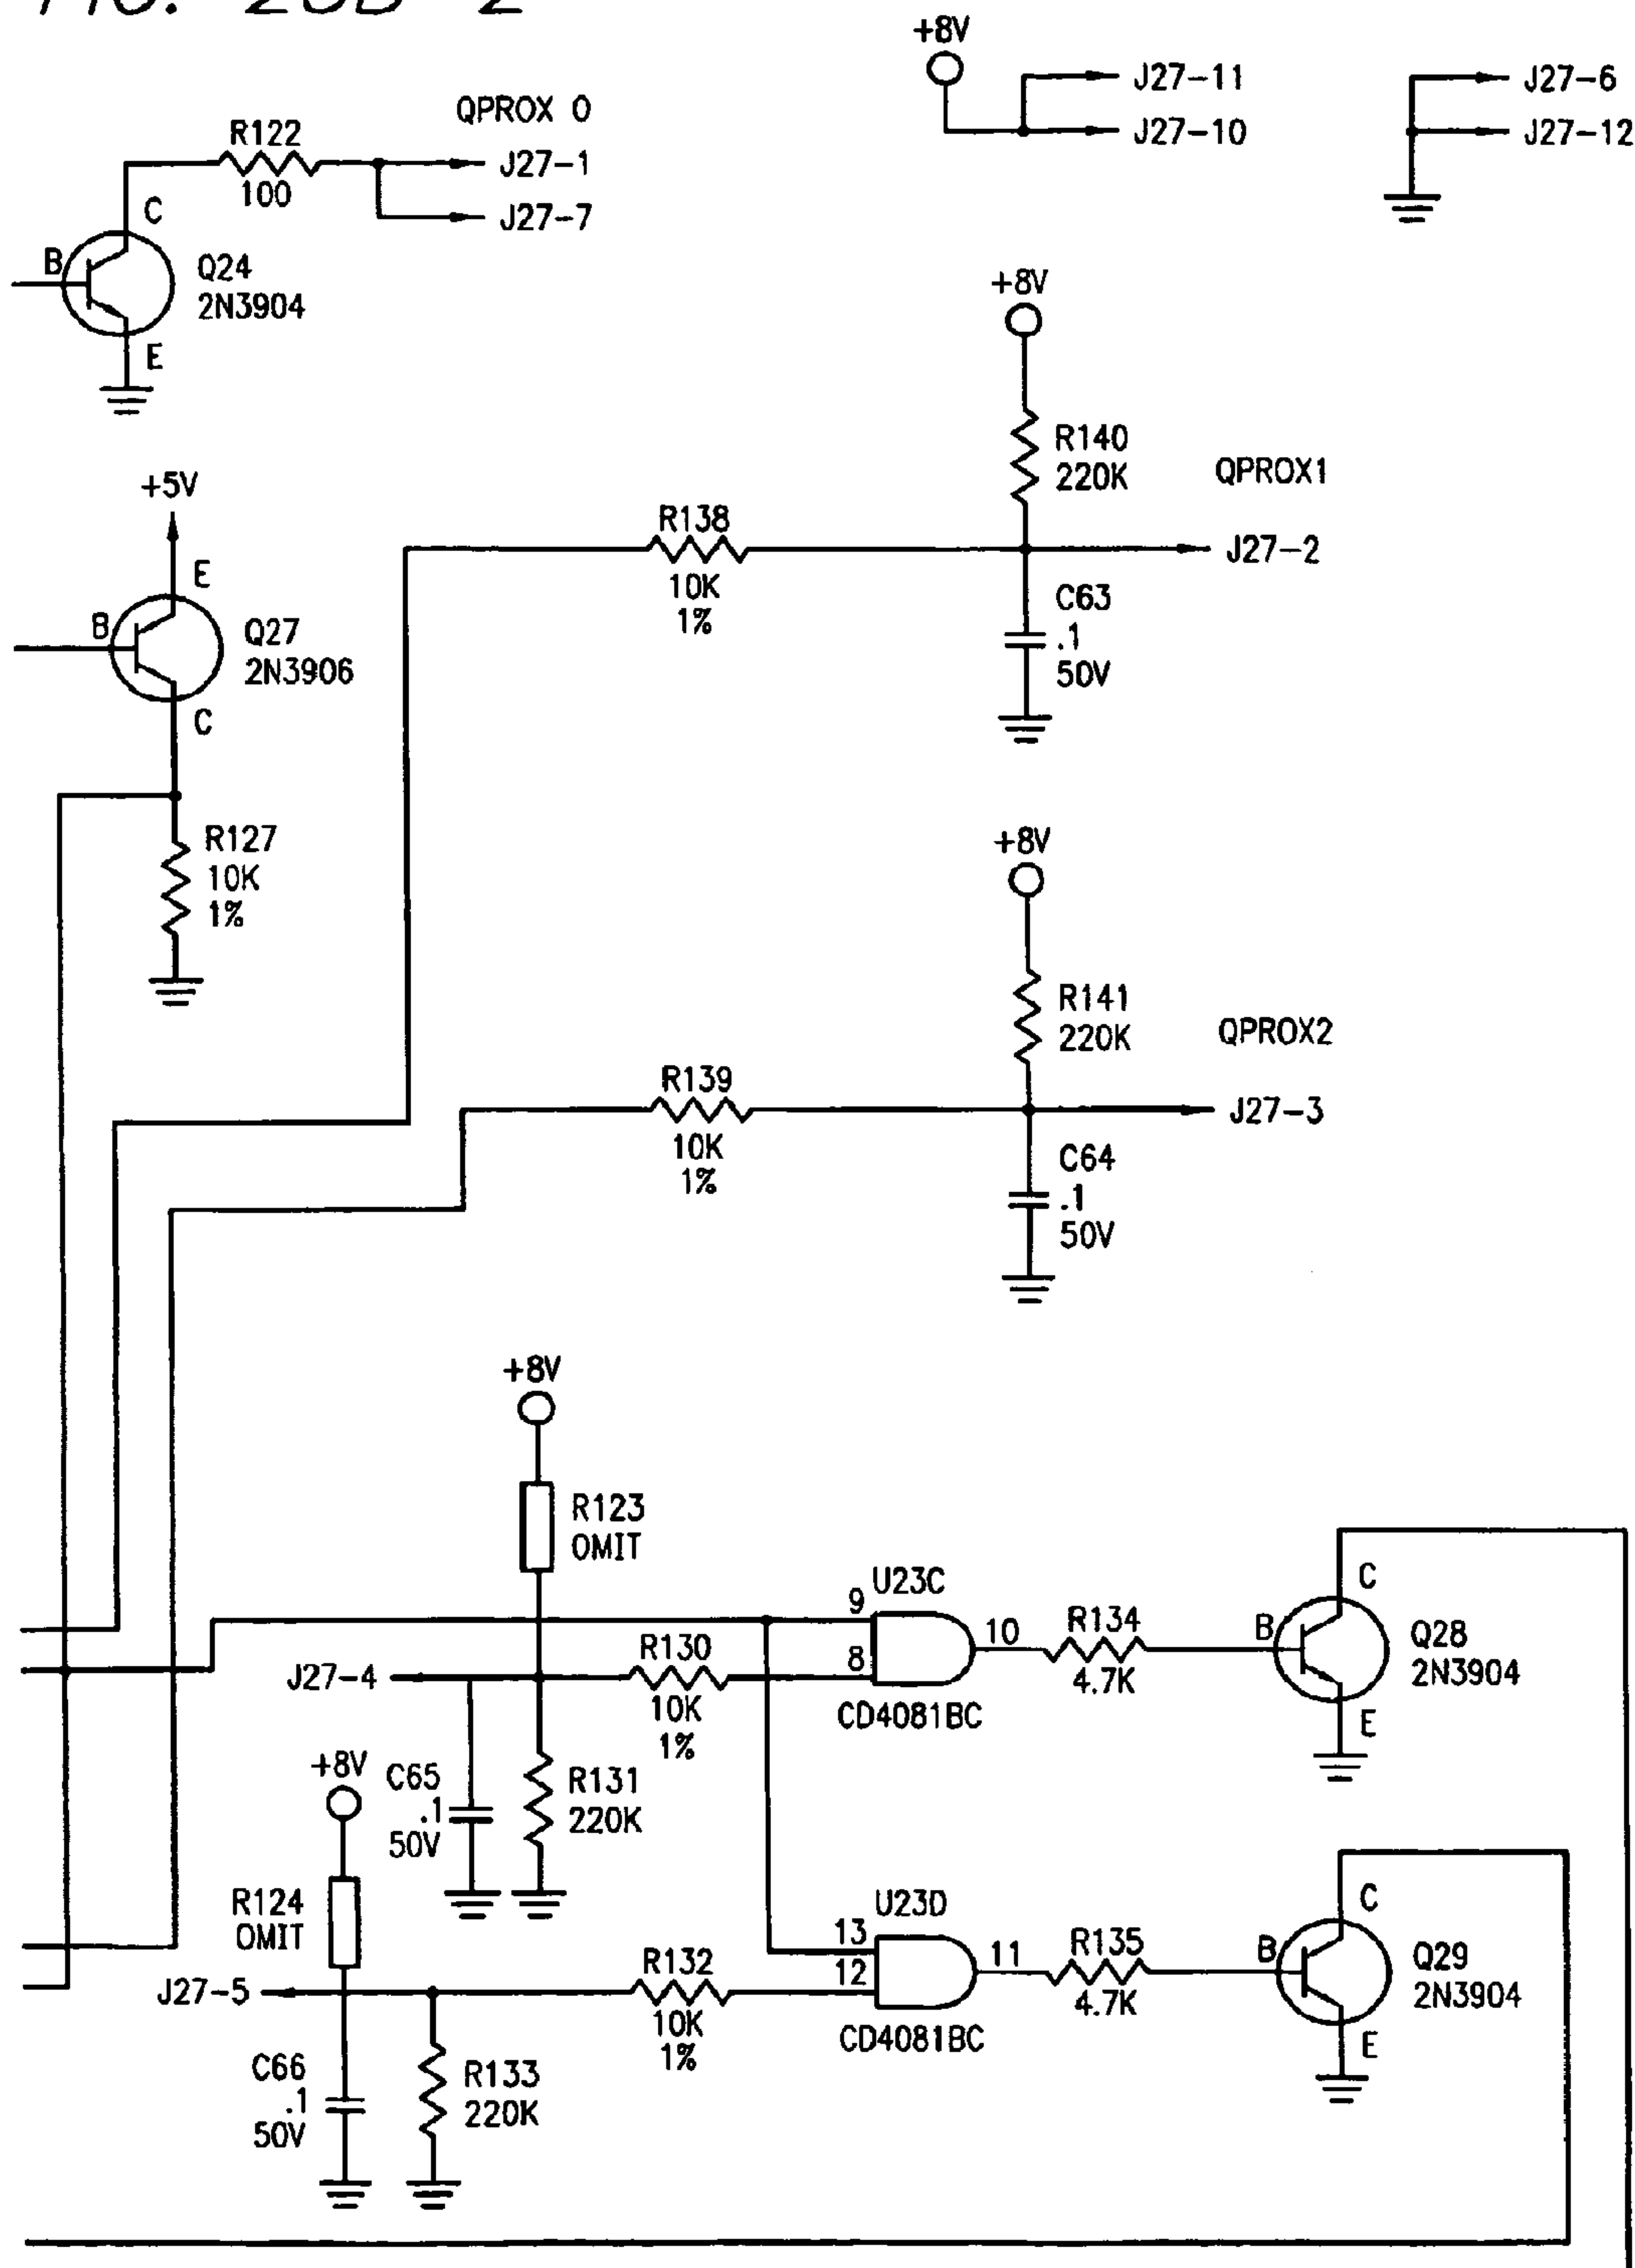 +8V
J27-11
J27-10
J27-6
J27-12
QPROX 0
R122
100
J27-1
J27-7
C
B
Q24
2N3904
E
+8V
R140
220K
QPROX1
R138
10K
1%
J27-2
C63
.1
50V
+5V
E
B
Q27
2N3906
C
R127
10K
1%
+8V
R141
220K
QPROX2
R139
10K
1%
J27-3
C64
.1
50V
+8V
R123
OMIT
U23C
9
8
10
CD4081BC
R134
4.7K
B
C
Q28
2N3904
E
J27-4
R130
10K
1%
C65
.1
50V
R131
220K
+8V
R124
OMIT
U23D
13
12
11
CD4081BC
R135
4.7K
B
C
Q29
2N3904
E
J27-5
R132
10K
1%
C66
.1
50V
R133
220K